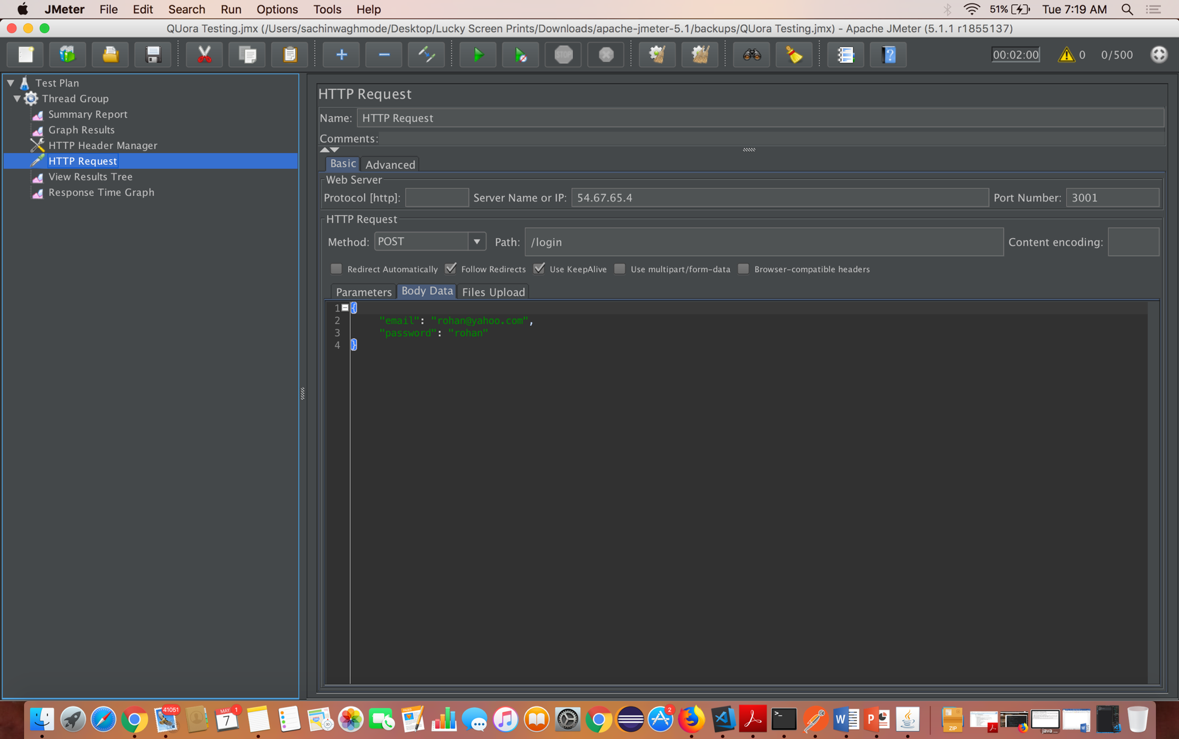 JMeter File Edit Search Run Options Tools Help 51% Tue 7:19 AM
QUora Testing.jmx (/Users/sachinwaghmode/Desktop/Lucky Screen Prints/Downloads/apache-jmeter-5.1/backups/QUora Testing.jmx) - Apache JMeter (5.1.1 r1855137)
00:02:00 0 0/500
Test Plan
Thread Group
Summary Report
Graph Results
HTTP Header Manager
HTTP Request
View Results Tree
Response Time Graph
HTTP Request
Name: HTTP Request
Comments:
Basic Advanced
Web Server
Protocol [http]: Server Name or IP: 54.67.65.4 Port Number: 3001
HTTP Request
Method: POST Path: /login Content encoding:
Redirect Automatically Follow Redirects Use KeepAlive Use multipart/form-data Browser-compatible headers
Parameters Body Data Files Upload
1 {
2 "email": "rohan@yahoo.com",
3 "password": "rohan"
4 }
41061 7 2